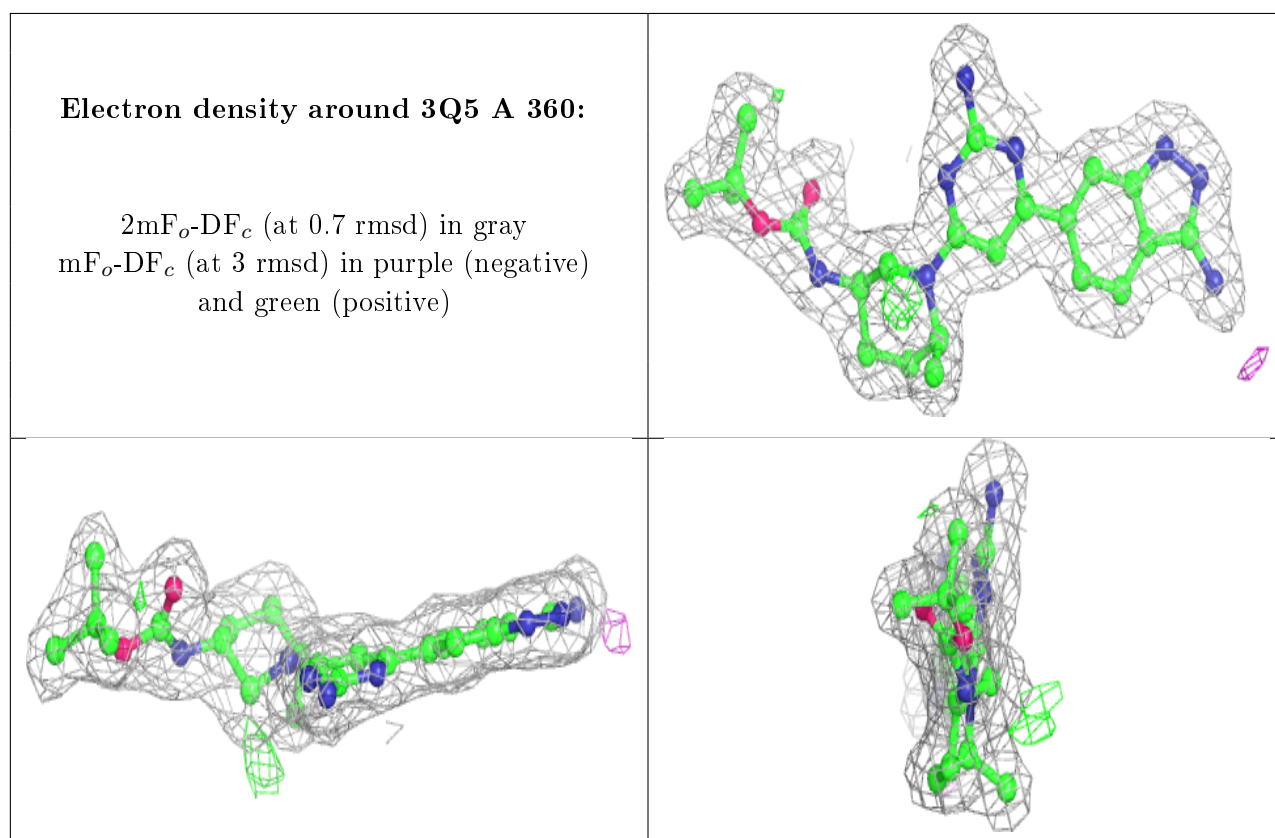 Electron density around 3Q5 A 360:
2mFₒ-DF𝒸 (at 0.7 rmsd) in gray
mFₒ-DF𝒸 (at 3 rmsd) in purple (negative)
and green (positive)